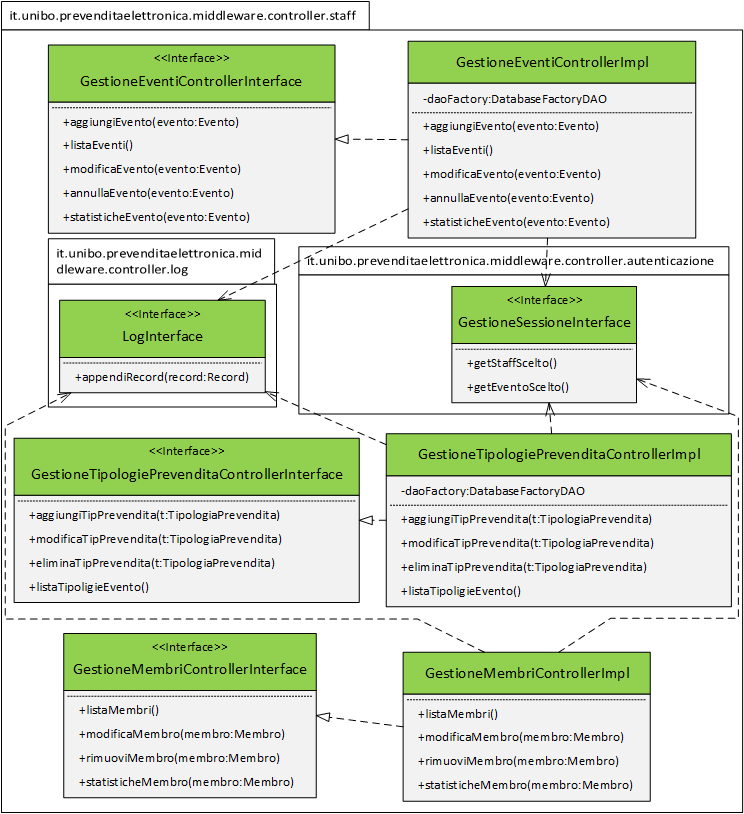 it.unibo.prevenditaelettronica.middleware.controller.staff
<<Interface>>
GestioneEventiControllerInterface
+aggiungiEvento(evento:Evento)
+listaEventi()
+modificaEvento(evento:Evento)
+annullaEvento(evento:Evento)
+statisticheEvento(evento:Evento)
GestioneEventiControllerImpl
-daoFactory:DatabaseFactoryDAO
+aggiungiEvento(evento:Evento)
+listaEventi()
+modificaEvento(evento:Evento)
+annullaEvento(evento:Evento)
+statisticheEvento(evento:Evento)
it.unibo.prevenditaelettronica.mid
dleware.controller.log
<<Interface>>
LogInterface
+appendiRecord(record:Record)
it.unibo.prevenditaelettronica.middleware.controller.autenticazione
<<Interface>>
GestioneSessioneInterface
+getStaffScelto()
+getEventoScelto()
<<Interface>>
GestioneTipologiePrevenditaControllerInterface
+aggiungiTipPrevendita(t:TipologiaPrevendita)
+modificaTipPrevendita(t:TipologiaPrevendita)
+eliminaTipPrevendita(t:TipologiaPrevendita)
+listaTipoligieEvento()
GestioneTipologiePrevenditaControllerImpl
-daoFactory:DatabaseFactoryDAO
+aggiungiTipPrevendita(t:TipologiaPrevendita)
+modificaTipPrevendita(t:TipologiaPrevendita)
+eliminaTipPrevendita(t:TipologiaPrevendita)
+listaTipoligieEvento()
<<Interface>>
GestioneMembriControllerInterface
+listaMembri()
+modificaMembro(membro:Membro)
+rimuoviMembro(membro:Membro)
+statisticheMembro(membro:Membro)
GestioneMembriControllerImpl
+listaMembri()
+modificaMembro(membro:Membro)
+rimuoviMembro(membro:Membro)
+statisticheMembro(membro:Membro)